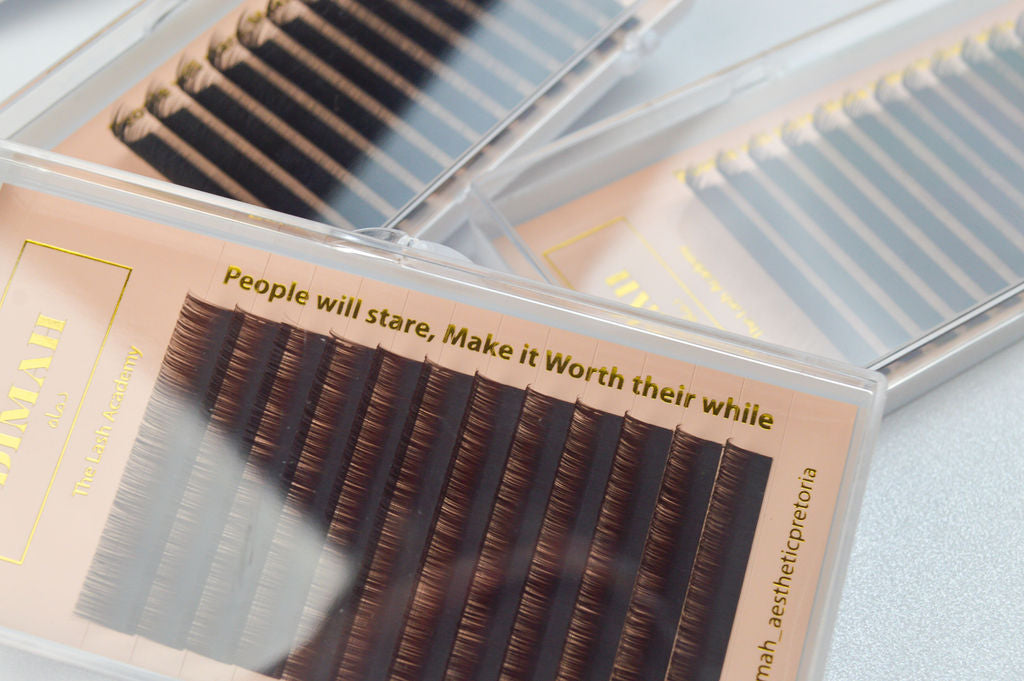 People will stare, Make it Worth their while
DIMAH
The Lash Academy
mah_aestheticpretoria